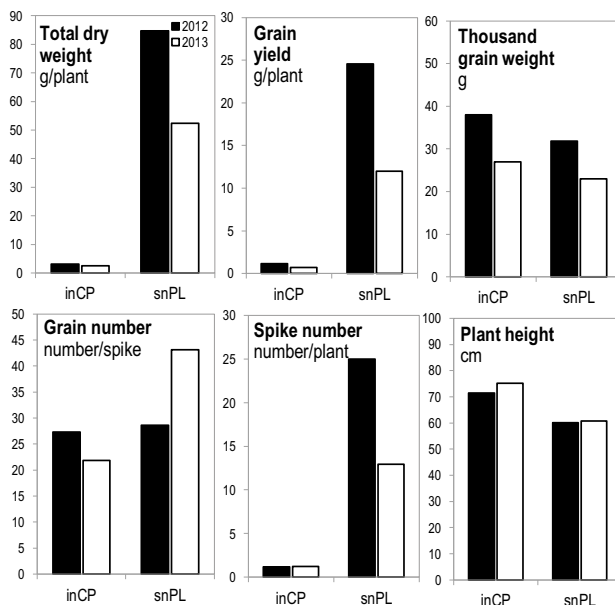 Total dry
weight
g/plant
2012
2013
90
80
70
60
50
40
30
20
10
0
inCP snPL
Grain
yield
g/plant
30
25
20
15
10
5
0
inCP snPL
Thousand
grain weight
g
60
50
40
30
20
10
0
inCP snPL
Grain number
number/spike
50
45
40
35
30
25
20
15
10
5
0
inCP snPL
Spike number
number/plant
30
25
20
15
10
5
0
inCP snPL
Plant height
cm
100
90
80
70
60
50
40
30
20
10
0
inCP snPL